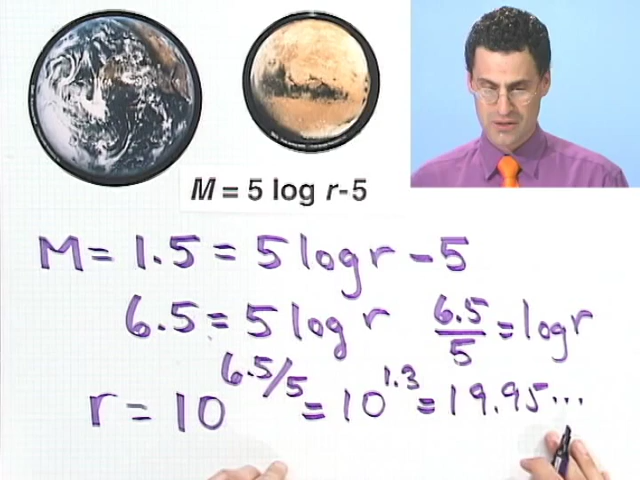 M = 5 log r-5
M = 1.5 = 5 log r - 5
6.5 = 5 log r 6.5/5 = log r
r = 10^6.5/5 = 10^1.3 = 19.95...